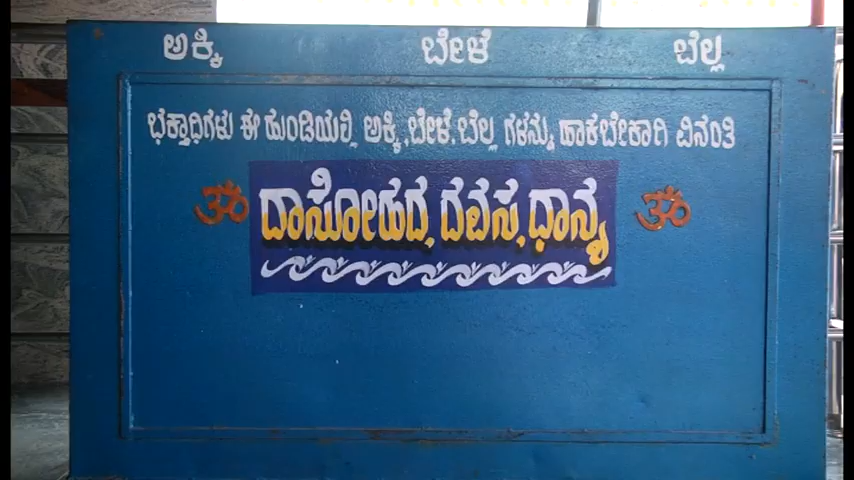 ಅಕ್ಕಿ ಬೇಳೆ ಬೆಲ್ಲ
ಭಕ್ತಾಧಿಗಳು ಈ ಹುಂಡಿಯಲ್ಲಿ ಅಕ್ಕಿ, ಬೇಳೆ. ಬೆಲ್ಲ ಗಳನ್ನು ಹಾಕಬೇಕಾಗಿ ವಿನಂತಿ
ॐ ದಾಸೋಹದ, ದವಸ, ಧಾನ್ಯ ॐ